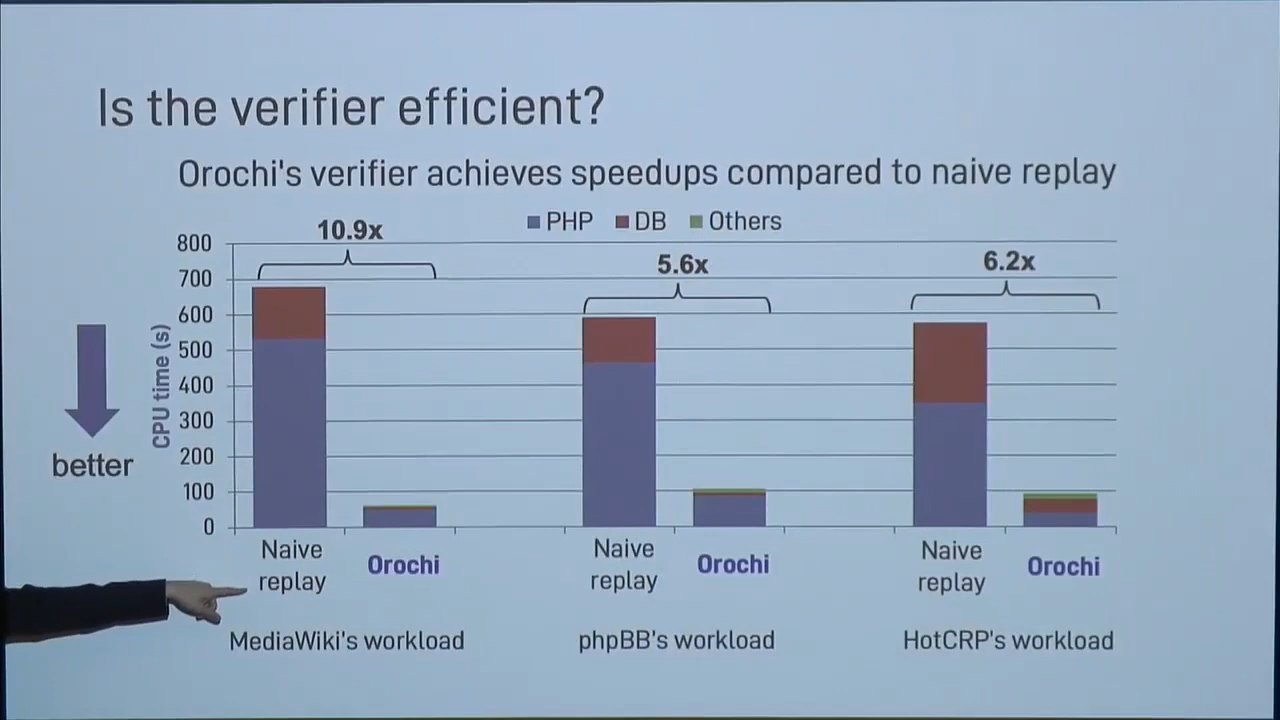 Is the verifier efficient?
Orochi's verifier achieves speedups compared to naive replay
PHP DB Others
10.9x
5.6x
6.2x
CPU time (s)
800
700
600
500
400
300
200
100
0
better
Naive
replay
Orochi
Naive
replay
Orochi
Naive
replay
Orochi
MediaWiki's workload
phpBB's workload
HotCRP's workload